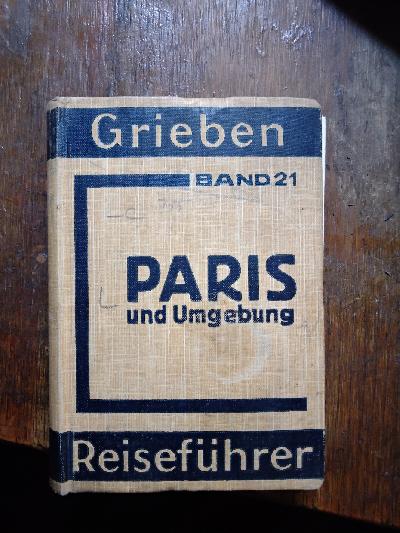 Grieben
BAND 21
PARIS
und Umgebung
Reiseführer